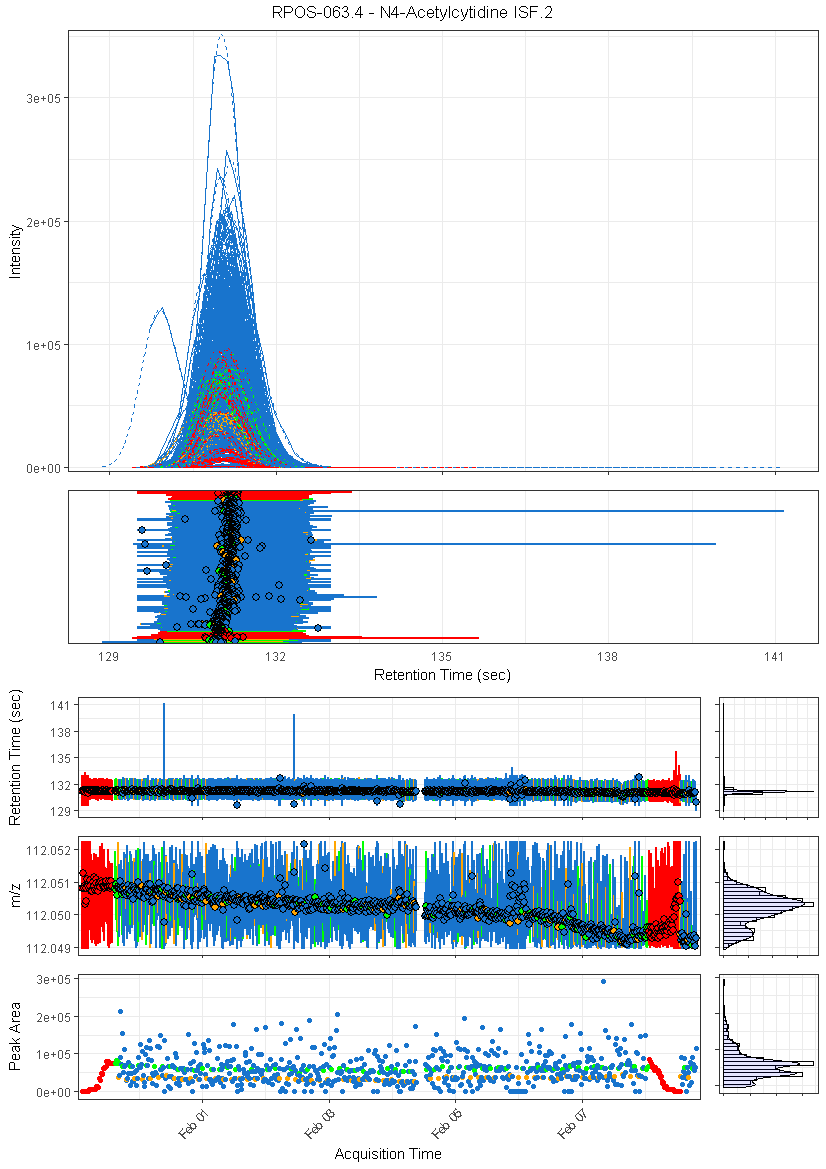 RPOS-063.4 - N4-Acetylcytidine ISF.2
Intensity
3e+05
2e+05
1e+05
0e+00
129 132 135 138 141
Retention Time (sec)
Retention Time (sec)
141
138
135
132
129
m/z
112.052
112.051
112.050
112.049
Peak Area
3e+05
2e+05
1e+05
0e+00
Feb 01 Feb 03 Feb 05 Feb 07
Acquisition Time